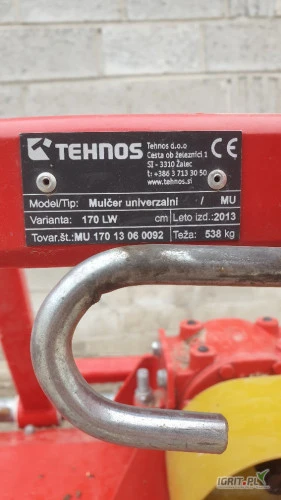 TEHNOS
Tehnos d.o.o
Cesta ob železnici 1
SI - 3310 Žalec
t: +386 3 713 30 50
www.tehnos.si
CE
Model/Tip: Mulčer univerzalni / MU
Varianta: 170 LW cm Leto izd.: 2013
Tovar.št.: MU 170 13 06 0092 Teža: 538 kg
IGRIT.PL